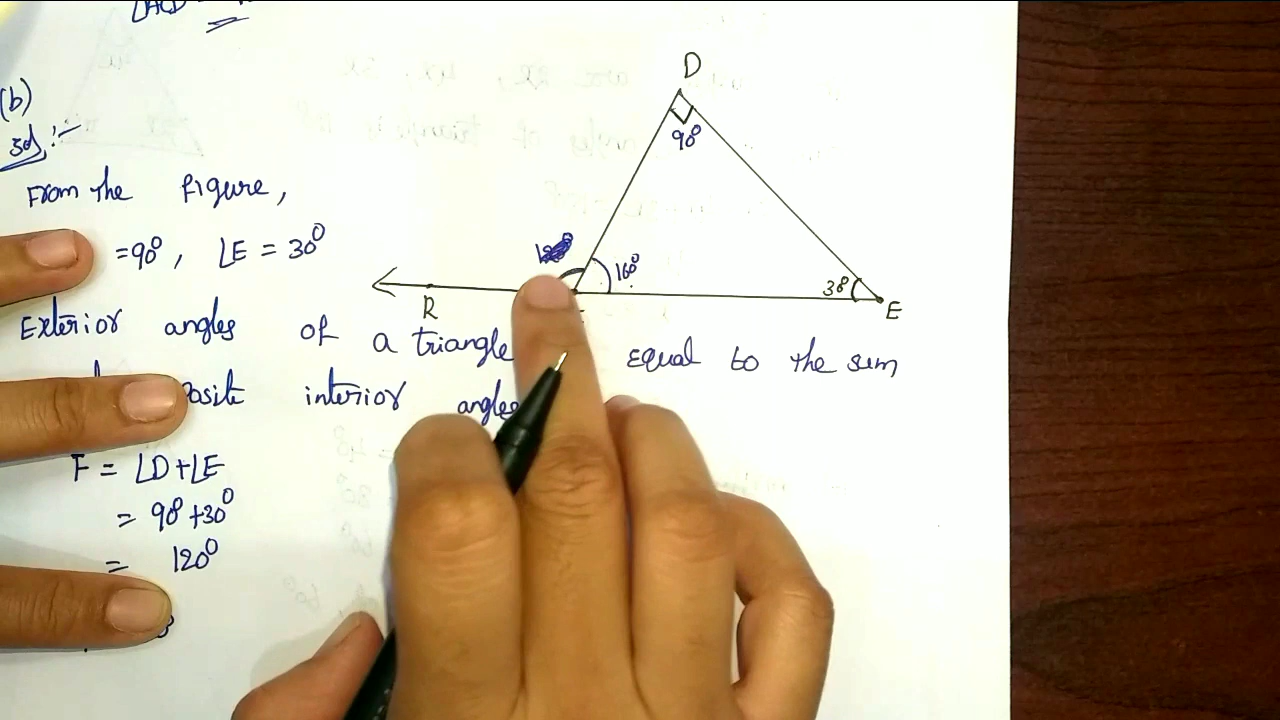 (b)
Sol:-
From the figure,
=90°, ∠E = 30°
Exterior angles of a triangle equal to the sum
interior angles
F = ∠D+∠E
= 90°+30°
= 120°
D
90°
160°
30°
R
E